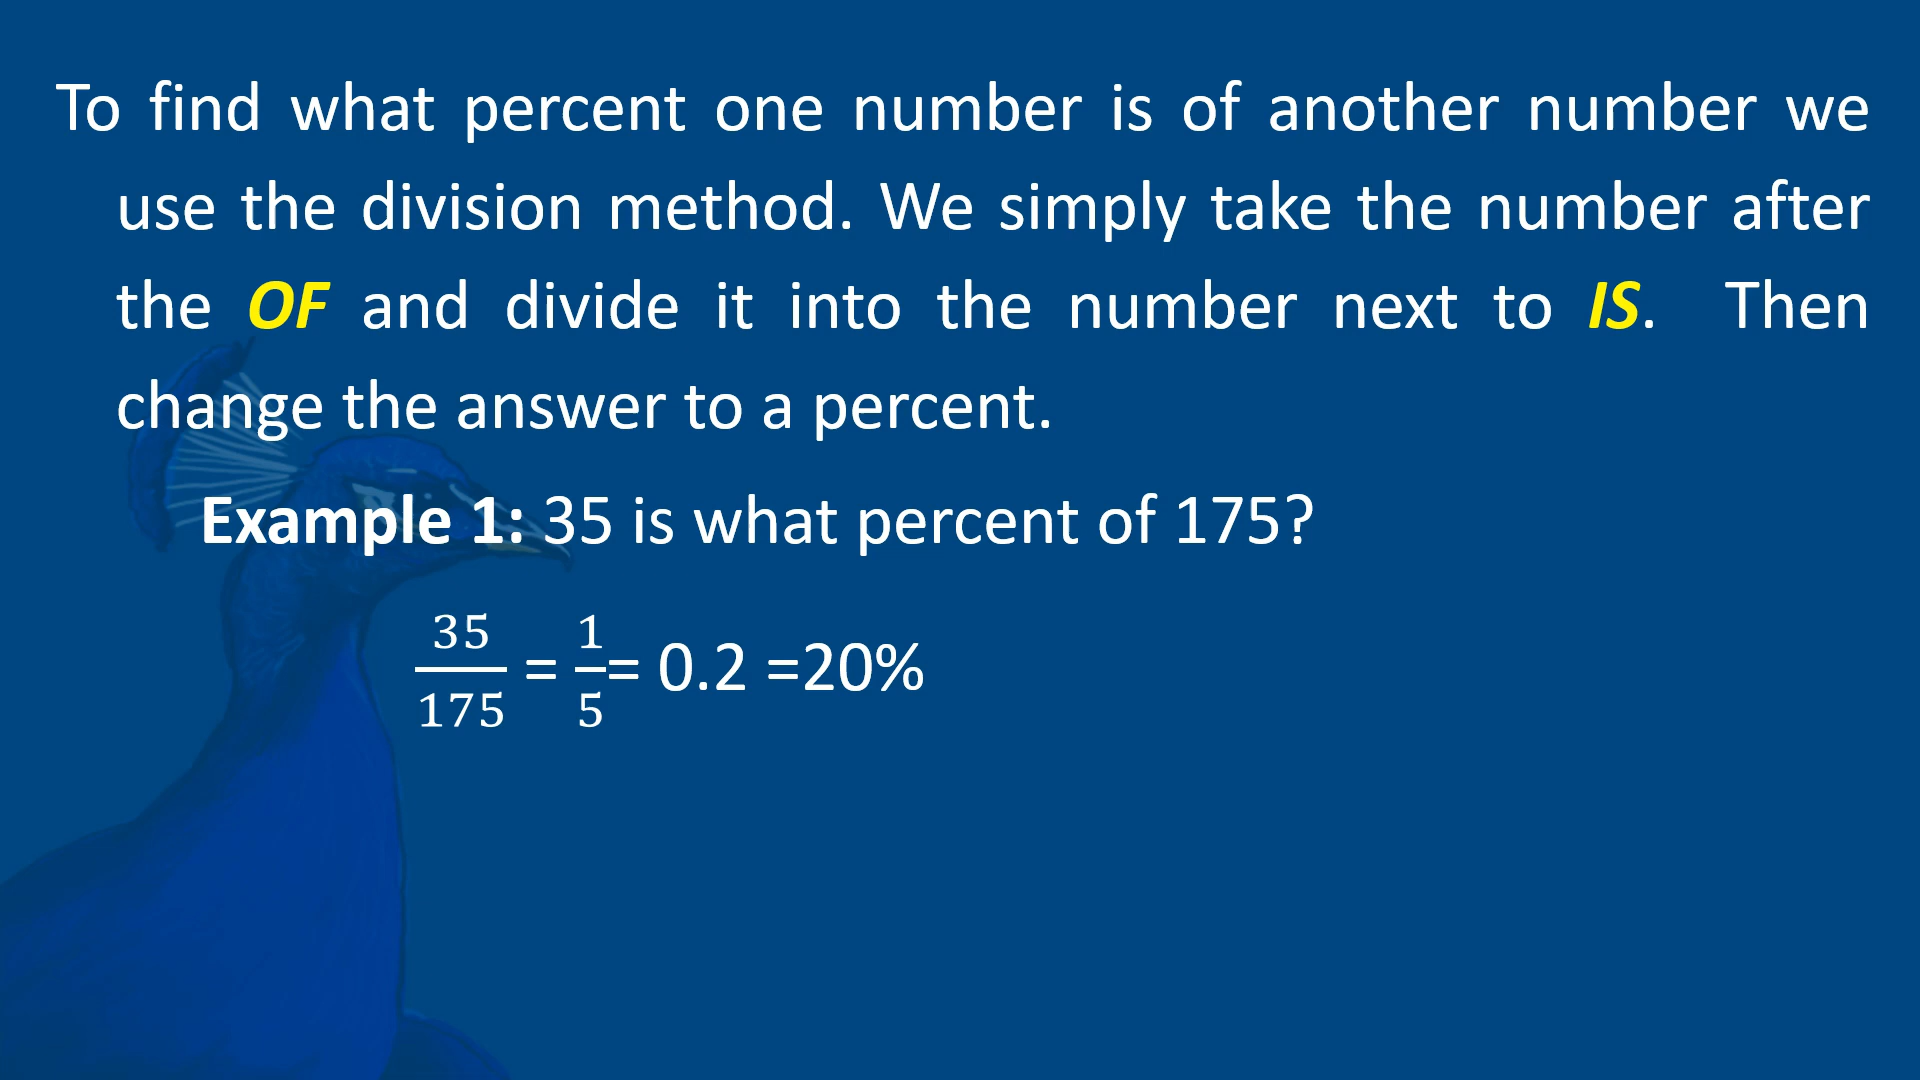 To find what percent one number is of another number we
use the division method. We simply take the number after
the OF and divide it into the number next to IS. Then
change the answer to a percent.
Example 1: 35 is what percent of 175?
35/175 = 1/5= 0.2 =20%